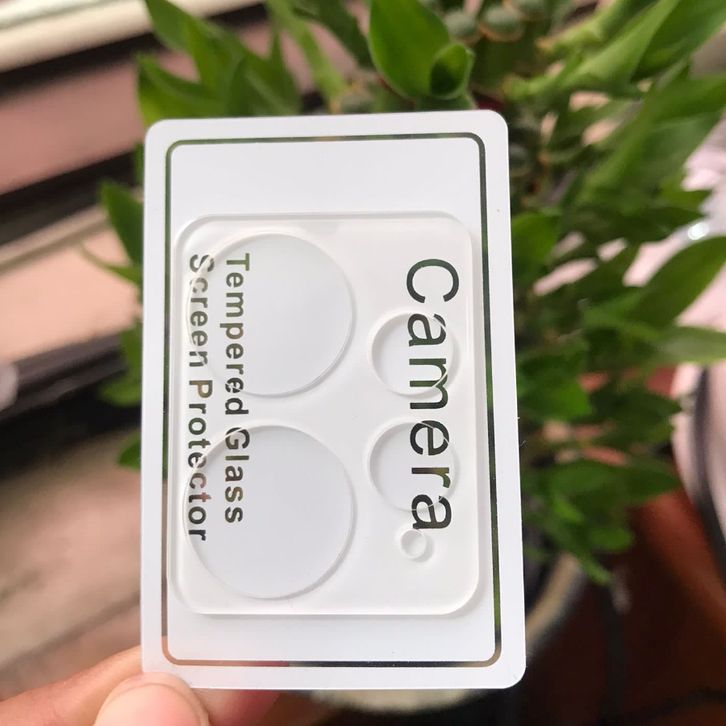 Camera
Tempered Glass
Screen Protector